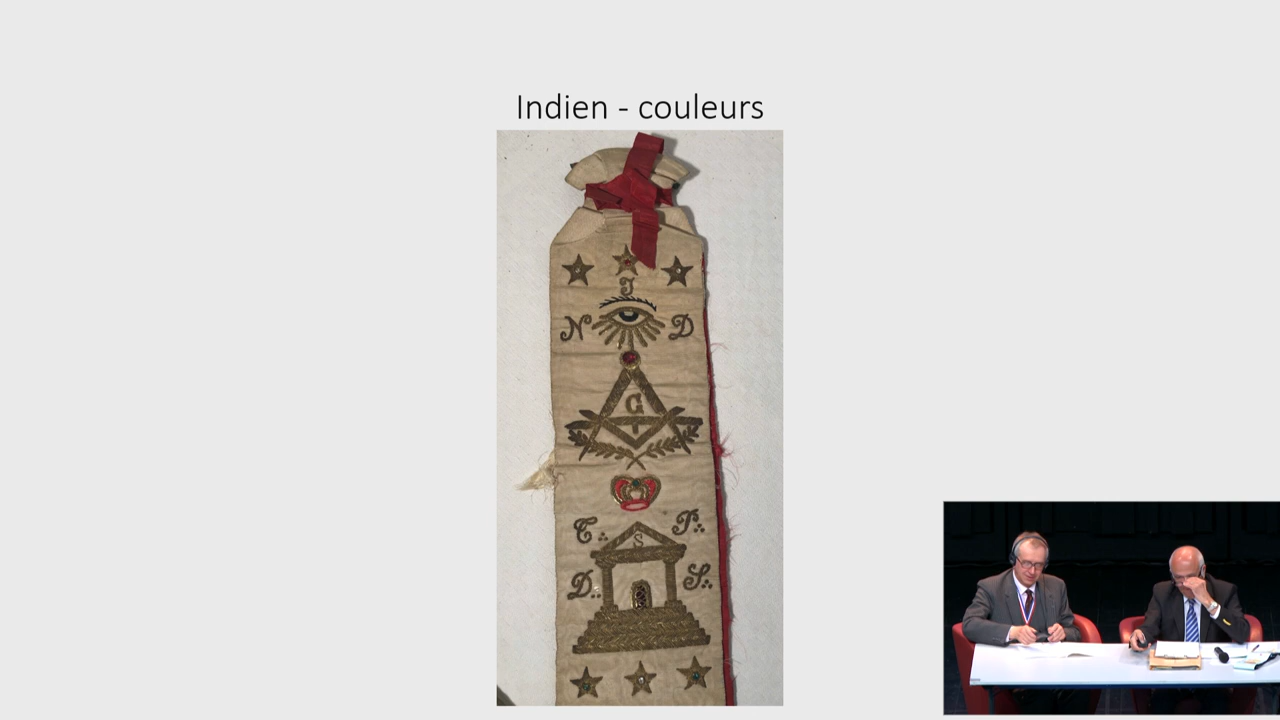 Indien - couleurs
J
N D
G
T∴ P∴
S
D∴ S∴